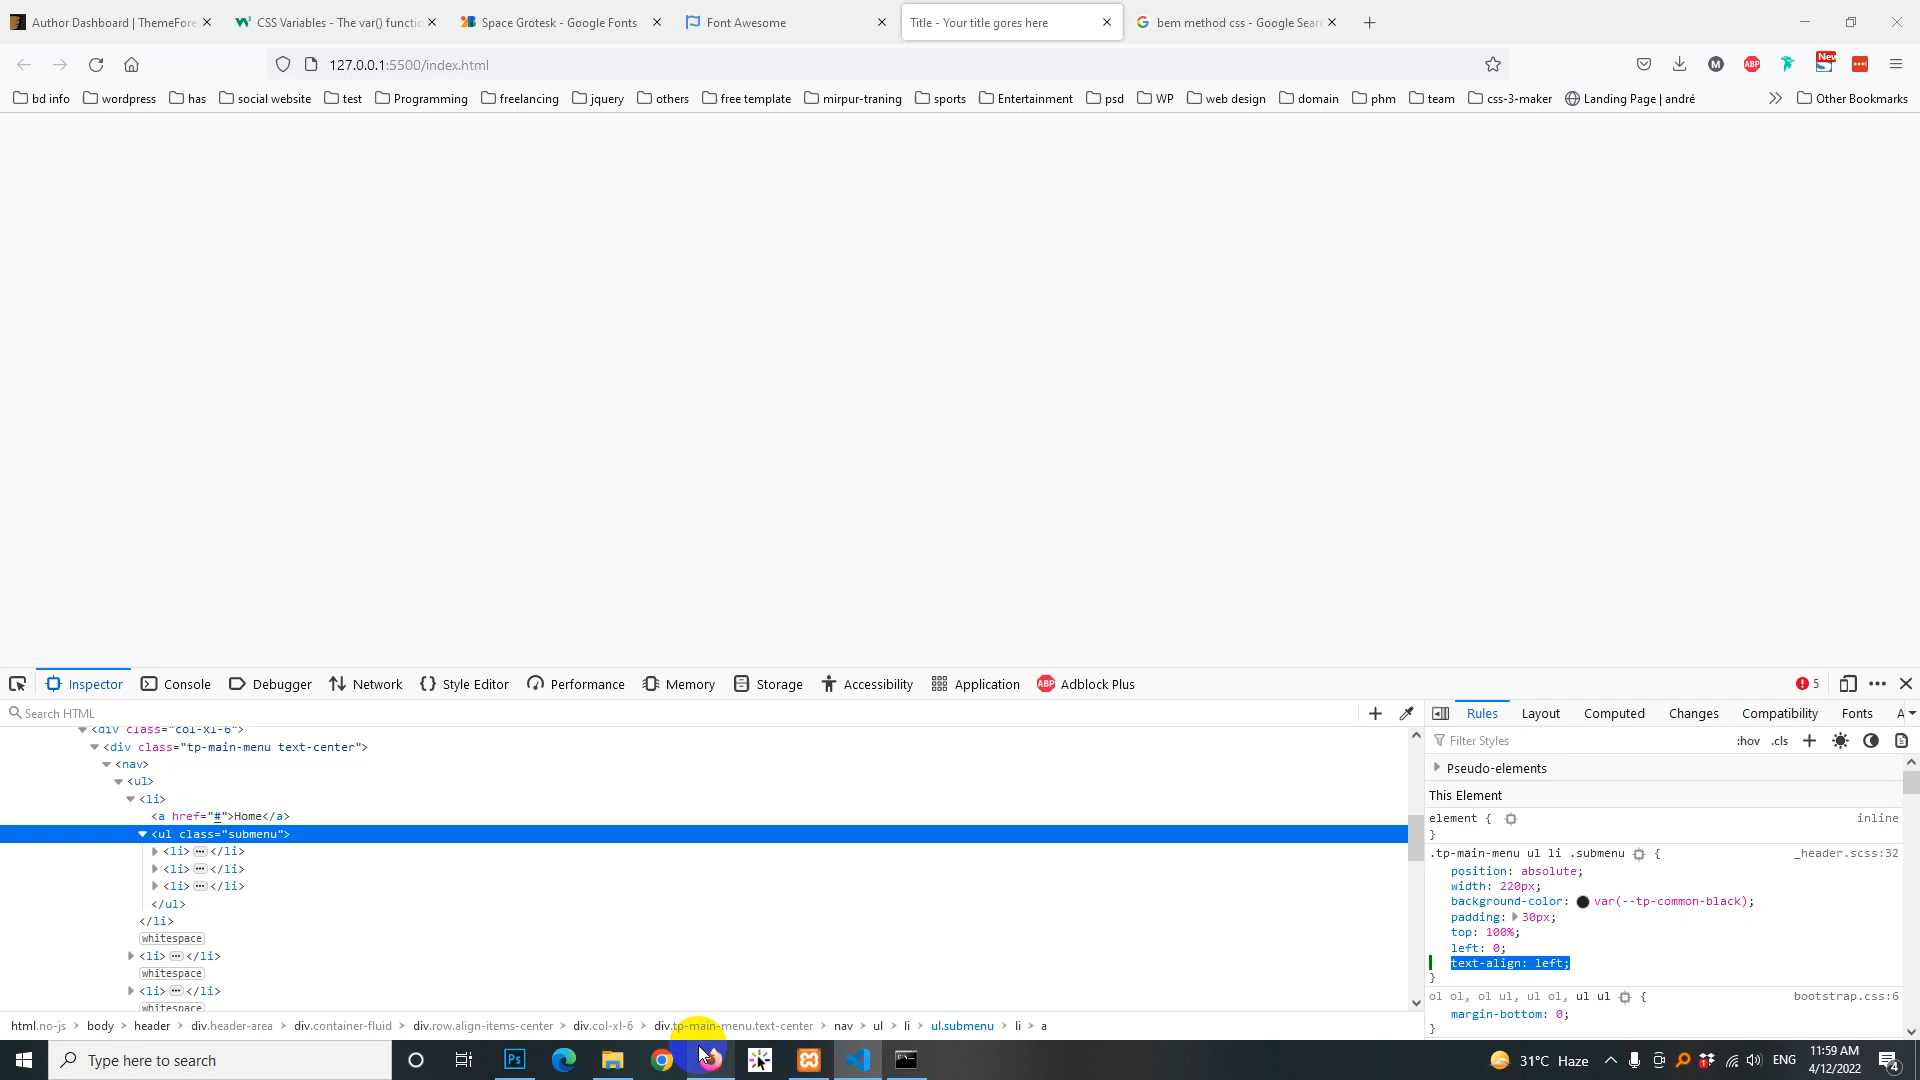 Author Dashboard | ThemeFore
CSS Variables - The var() functio
Space Grotesk - Google Fonts
Font Awesome
Title - Your title gores here
bem method css - Google Searc
127.0.0.1:5500/index.html
New
bd info
wordpress
has
social website
test
Programming
freelancing
jquery
others
free template
mirpur-traning
sports
Entertainment
psd
WP
web design
domain
phm
team
css-3-maker
Landing Page | andré
Other Bookmarks
Inspector
Console
Debugger
Network
Style Editor
Performance
Memory
Storage
Accessibility
Application
ABP
Adblock Plus
5
Search HTML
Rules
Layout
Computed
Changes
Compatibility
Fonts
A
Filter Styles
:hov .cls
<div class="col-xl-6">
<div class="tp-main-menu text-center">
<nav>
<ul>
<li>
<a href="#">Home</a>
<ul class="submenu">
<li> ••• </li>
<li> ••• </li>
<li> ••• </li>
</ul>
</li>
whitespace
<li> ••• </li>
whitespace
<li> ••• </li>
whitespace
Pseudo-elements
This Element
element { inline
}
.tp-main-menu ul li .submenu { _header.scss:32
position: absolute;
width: 220px;
background-color: var(--tp-common-black);
padding: 30px;
top: 100%;
left: 0;
text-align: left;
}
ol ol, ol ul, ul ol, ul ul { bootstrap.css:6
margin-bottom: 0;
}
html.no-js > body > header > div.header-area > div.container-fluid > div.row.align-items-center > div.col-xl-6 > div.tp-main-menu.text-center > nav > ul > li > ul.submenu > li > a
Type here to search
Ps
31°C Haze
ENG
11:59 AM
4/12/2022
4